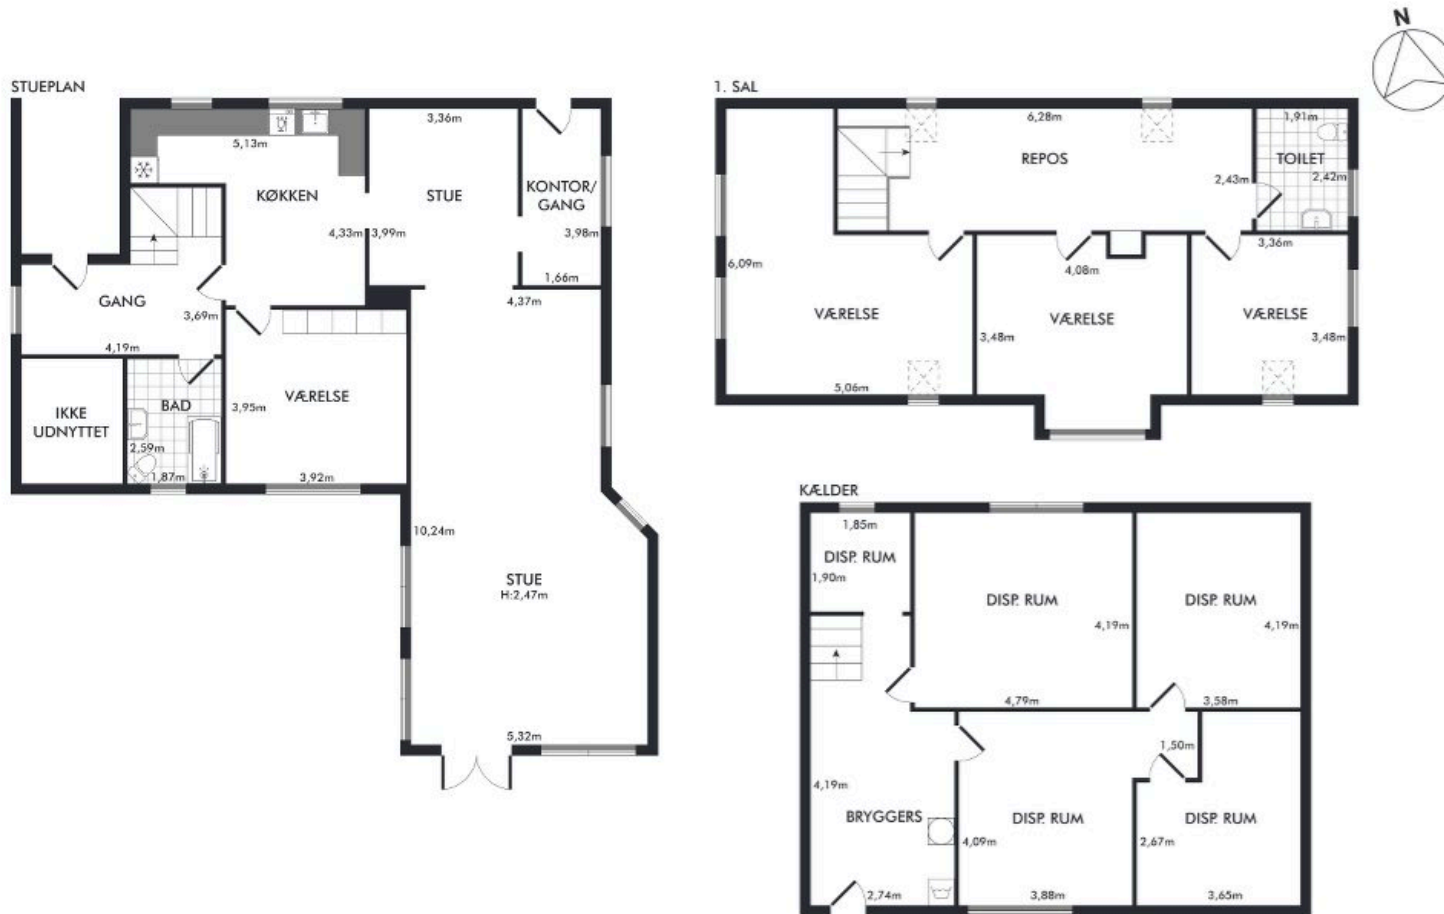 N
STUEPLAN
5,13m
KØKKEN
4,33m
3,36m
STUE
3,99m
KONTOR/
GANG
3,98m
1,66m
GANG
3,69m
4,19m
IKKE
UDNYTTET
BAD
2,59m
1,87m
VÆRELSE
3,95m
3,92m
4,37m
10,24m
STUE
H:2,47m
5,32m
1. SAL
6,28m
REPOS
2,43m
1,91m
TOILET
2,42m
6,09m
VÆRELSE
5,06m
4,08m
VÆRELSE
3,48m
3,36m
VÆRELSE
3,48m
KÆLDER
1,85m
DISP. RUM
1,90m
DISP. RUM
4,19m
4,79m
DISP. RUM
4,19m
3,58m
4,19m
BRYGGERS
2,74m
DISP. RUM
4,09m
3,88m
1,50m
DISP. RUM
2,67m
3,65m